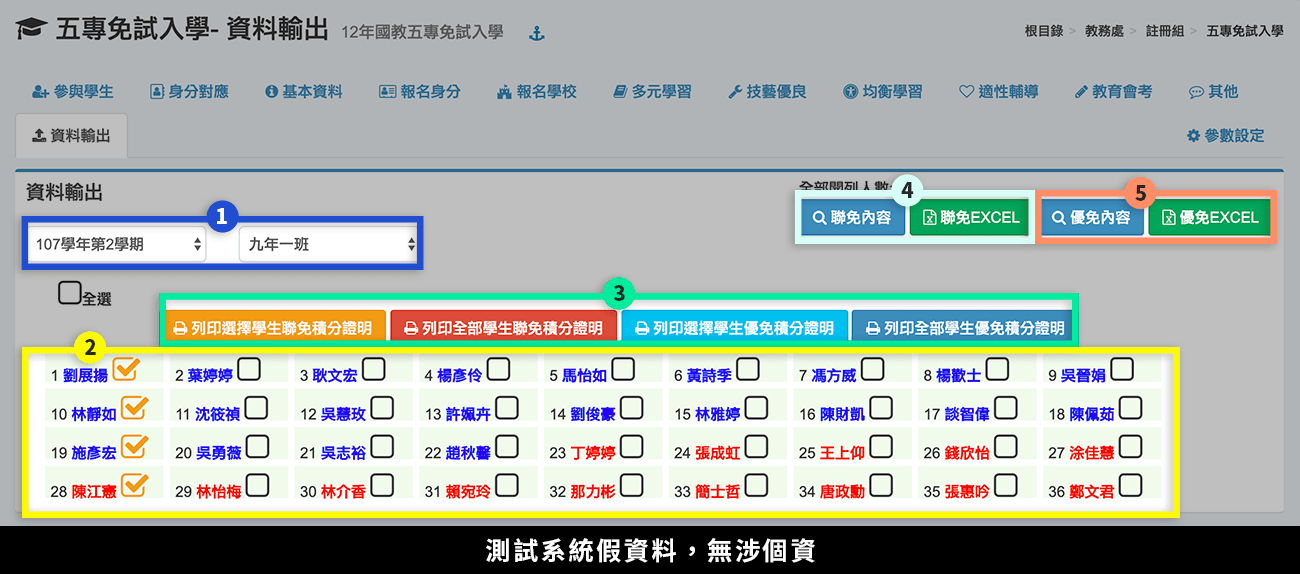 五專免試入學- 資料輸出 12年國教五專免試入學
根目錄 > 教務處 > 註冊組 > 五專免試入學
參與學生 身分對應 基本資料 報名身分 報名學校 多元學習 技藝優良 均衡學習 適性輔導 教育會考 其他
資料輸出 參數設定
資料輸出
全部開列人數
1
107學年第2學期 九年一班
4
聯免內容 聯免EXCEL
5
優免內容 優免EXCEL
全選
3
列印選擇學生聯免積分證明 列印全部學生聯免積分證明 列印選擇學生優免積分證明 列印全部學生優免積分證明
2
1 劉展揚 2 葉婷婷 3 耿文宏 4 楊彥伶 5 馬怡如 6 黃詩季 7 馮方威 8 楊歡士 9 吳晉娟
10 林靜如 11 沈筱禎 12 吳慧玫 13 許姵卉 14 劉俊豪 15 林雅婷 16 陳財凱 17 談智偉 18 陳佩茹
19 施彥宏 20 吳勇薇 21 吳志裕 22 趙秋馨 23 丁婷婷 24 張成虹 25 王上仰 26 錢欣怡 27 涂佳慧
28 陳江憲 29 林怡梅 30 林介香 31 賴宛玲 32 那力彬 33 簡士哲 34 唐政勳 35 張惠吟 36 鄭文君
測試系統假資料，無涉個資